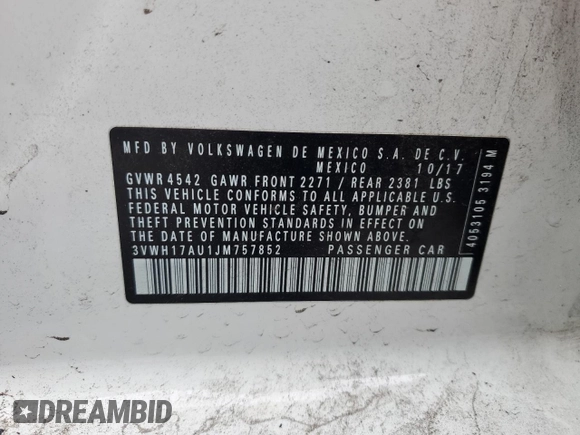 MFD BY VOLKSWAGEN DE MEXICO S.A. DE C.V.
MEXICO 10/17
GVWR 4542 GAWR FRONT 2271 / REAR 2381 LBS
THIS VEHICLE CONFORMS TO ALL APPLICABLE U.S.
FEDERAL MOTOR VEHICLE SAFETY, BUMPER AND
THEFT PREVENTION STANDARDS IN EFFECT ON THE
DATE OF MANUFACTURE SHOWN ABOVE.
3VWH17AU1JM757852 PASSENGER CAR
4053105 3194 M
DREAMBID